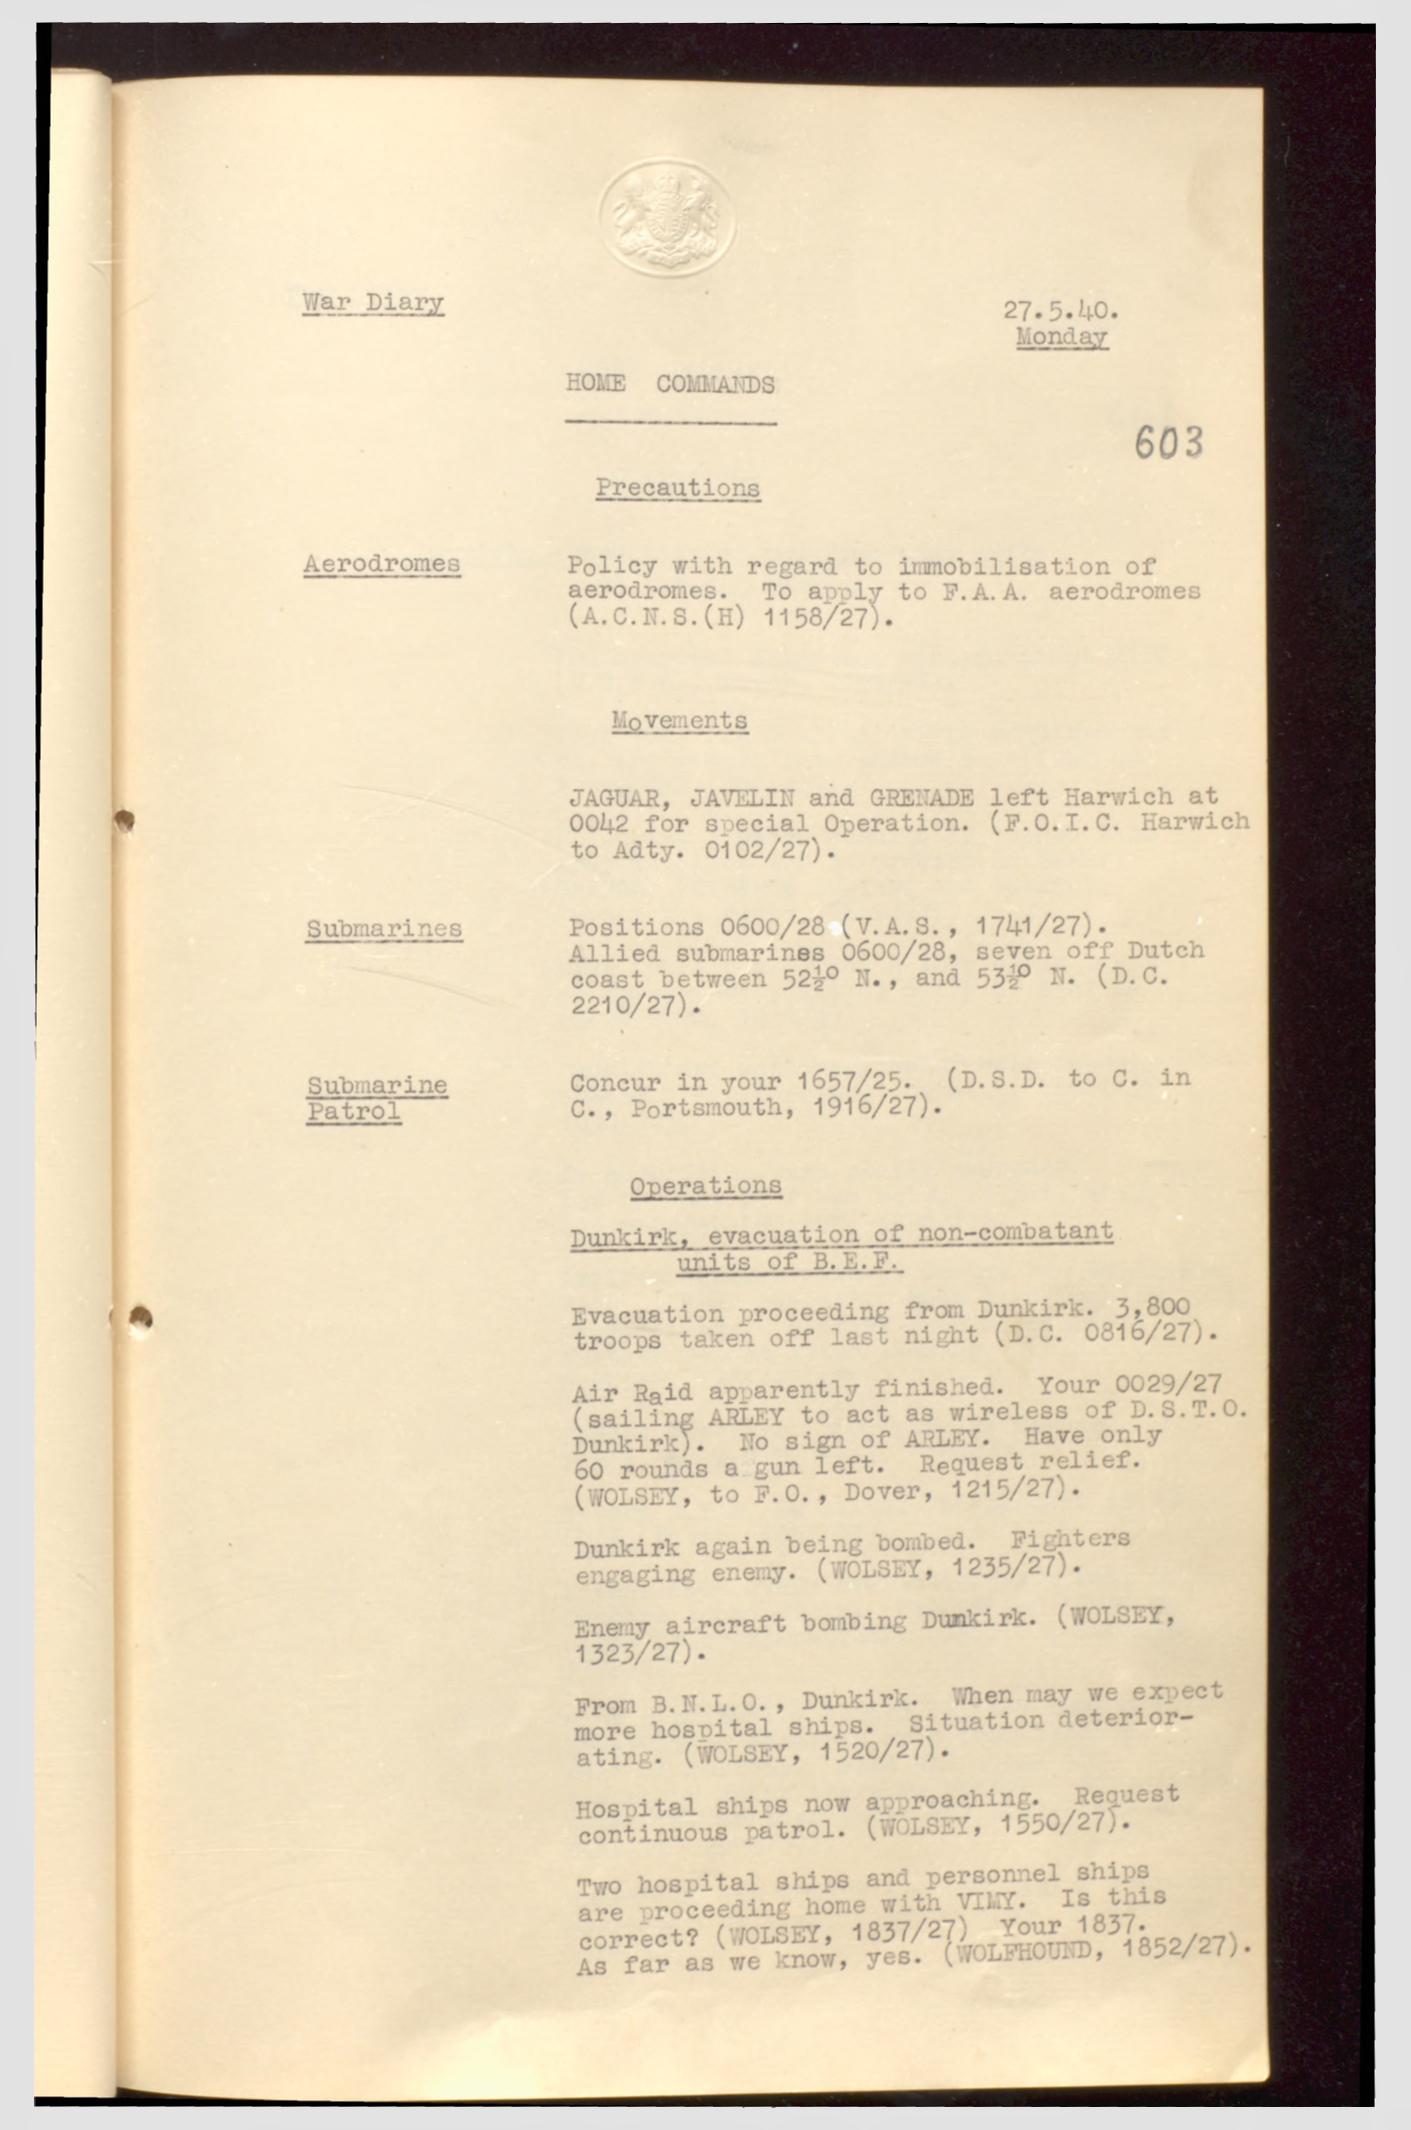 War Diary
27.5.40.
Monday
HOME COMMANDS
603
Precautions
Aerodromes
Policy with regard to immobilisation of
aerodromes. To apply to F.A.A. aerodromes
(A.C.N.S.(H) 1158/27).
Movements
JAGUAR, JAVELIN and GRENADE left Harwich at
0042 for special Operation. (F.O.I.C. Harwich
to Adty. 0102/27).
Submarines
Positions 0600/28 (V.A.S., 1741/27).
Allied submarines 0600/28, seven off Dutch
coast between 52½° N., and 53½° N. (D.C.
2210/27).
Submarine
Patrol
Concur in your 1657/25. (D.S.D. to C. in
C., Portsmouth, 1916/27).
Operations
Dunkirk, evacuation of non-combatant
units of B.E.F.
Evacuation proceeding from Dunkirk. 3,800
troops taken off last night (D.C. 0816/27).
Air Raid apparently finished. Your 0029/27
(sailing ARLEY to act as wireless of D.S.T.O.
Dunkirk). No sign of ARLEY. Have only
60 rounds a gun left. Request relief.
(WOLSEY, to F.O., Dover, 1215/27).
Dunkirk again being bombed. Fighters
engaging enemy. (WOLSEY, 1235/27).
Enemy aircraft bombing Dunkirk. (WOLSEY,
1323/27).
From B.N.L.O., Dunkirk. When may we expect
more hospital ships. Situation deterior-
ating. (WOLSEY, 1520/27).
Hospital ships now approaching. Request
continuous patrol. (WOLSEY, 1550/27).
Two hospital ships and personnel ships
are proceeding home with VIMY. Is this
correct? (WOLSEY, 1837/27) Your 1837.
As far as we know, yes. (WOLFHOUND, 1852/27).